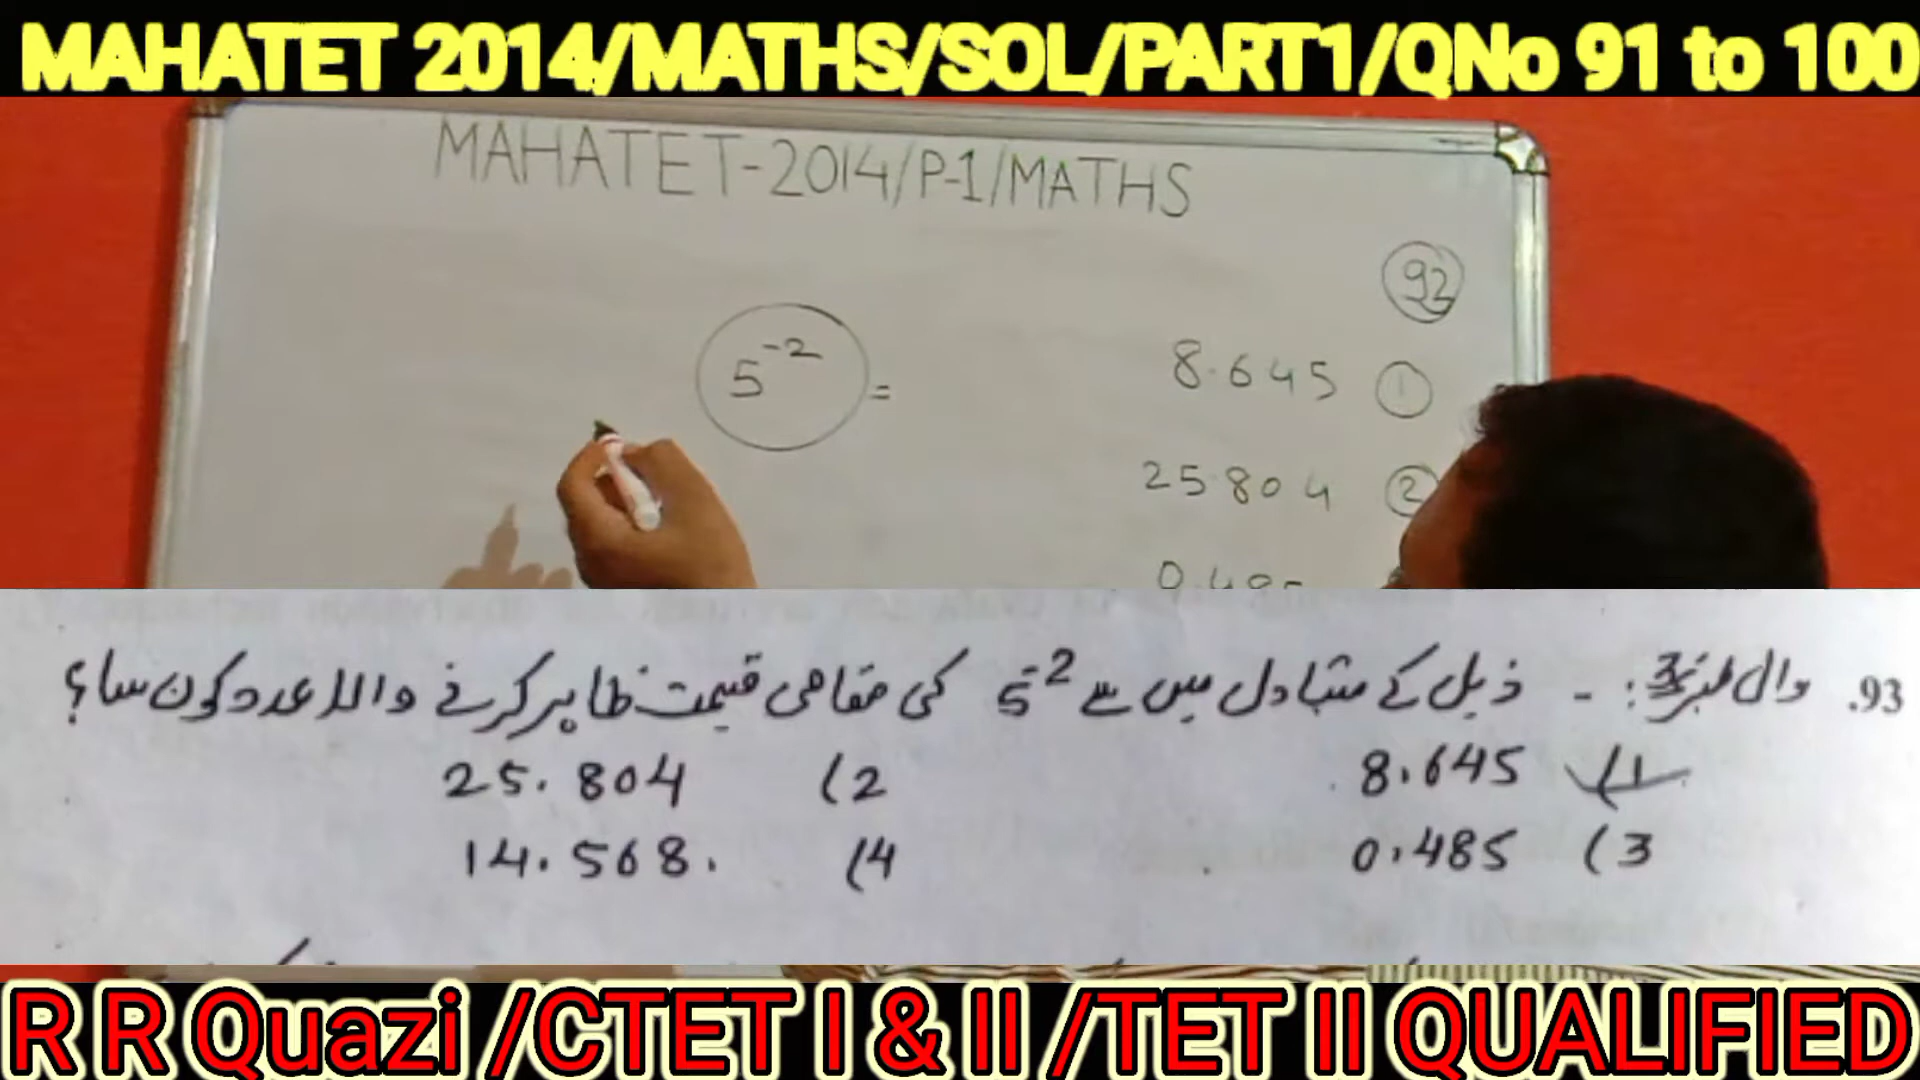 MAHATET 2014/MATHS/SOL/PART1/QNo 91 to 100
MAHATET-2014/P-1/MATHS
92
5⁻² =
8.645 ①
25.804 ②
93. ذیل کے متبادل میں سے 5⁻² کی مقامی قیمت ظاہر کرنے والا عدد کون سا؟
1) 8.645 2) 25.804
3) 0.485 4) 14.568.
R R Quazi /CTET I & II /TET II QUALIFIED